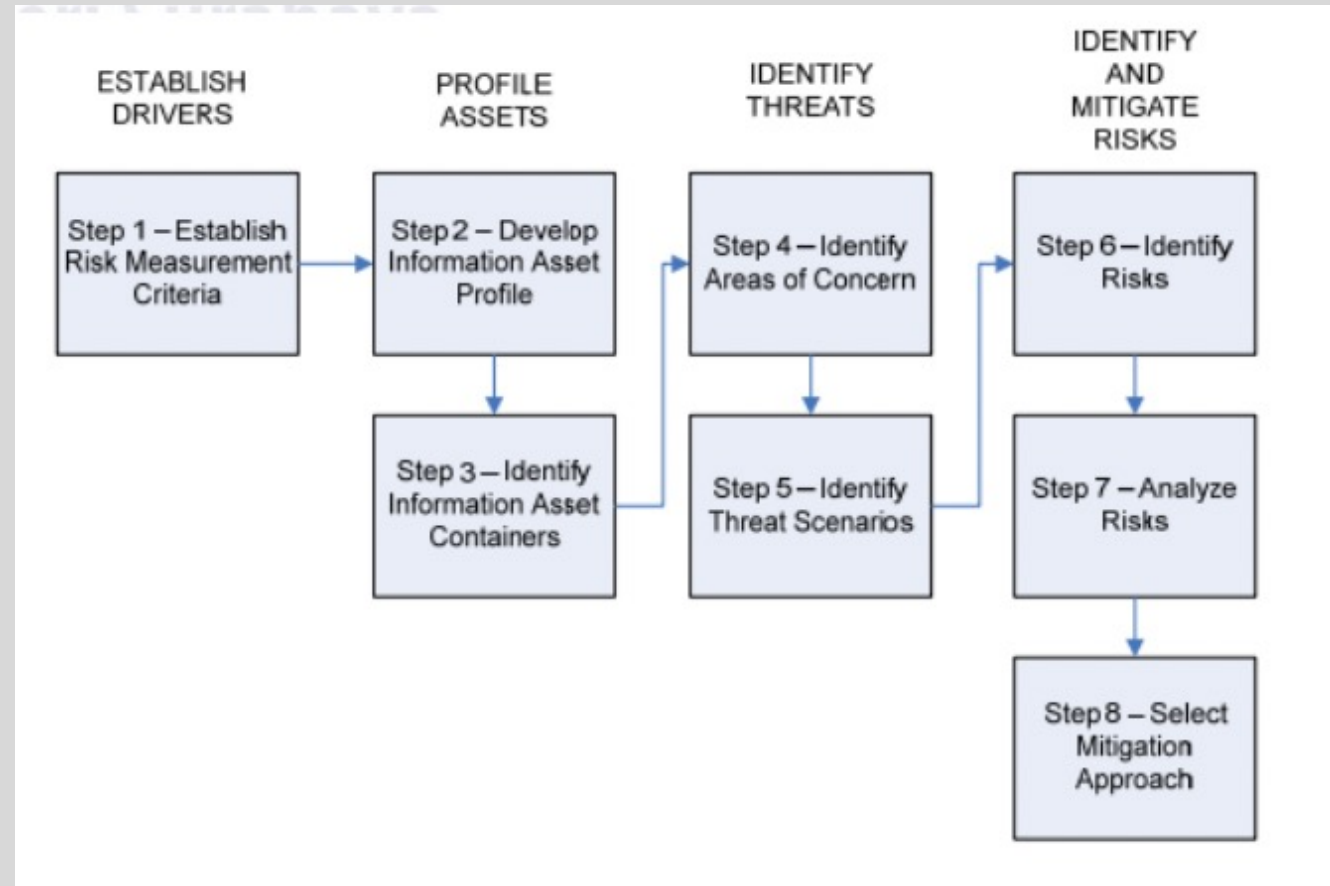 ESTABLISH
DRIVERS
PROFILE
ASSETS
IDENTIFY
THREATS
IDENTIFY
AND
MITIGATE
RISKS
Step 1 – Establish
Risk Measurement
Criteria
Step 2 – Develop
Information Asset
Profile
Step 3 – Identify
Information Asset
Containers
Step 4 – Identify
Areas of Concern
Step 5 – Identify
Threat Scenarios
Step 6 – Identify
Risks
Step 7 – Analyze
Risks
Step 8 – Select
Mitigation
Approach